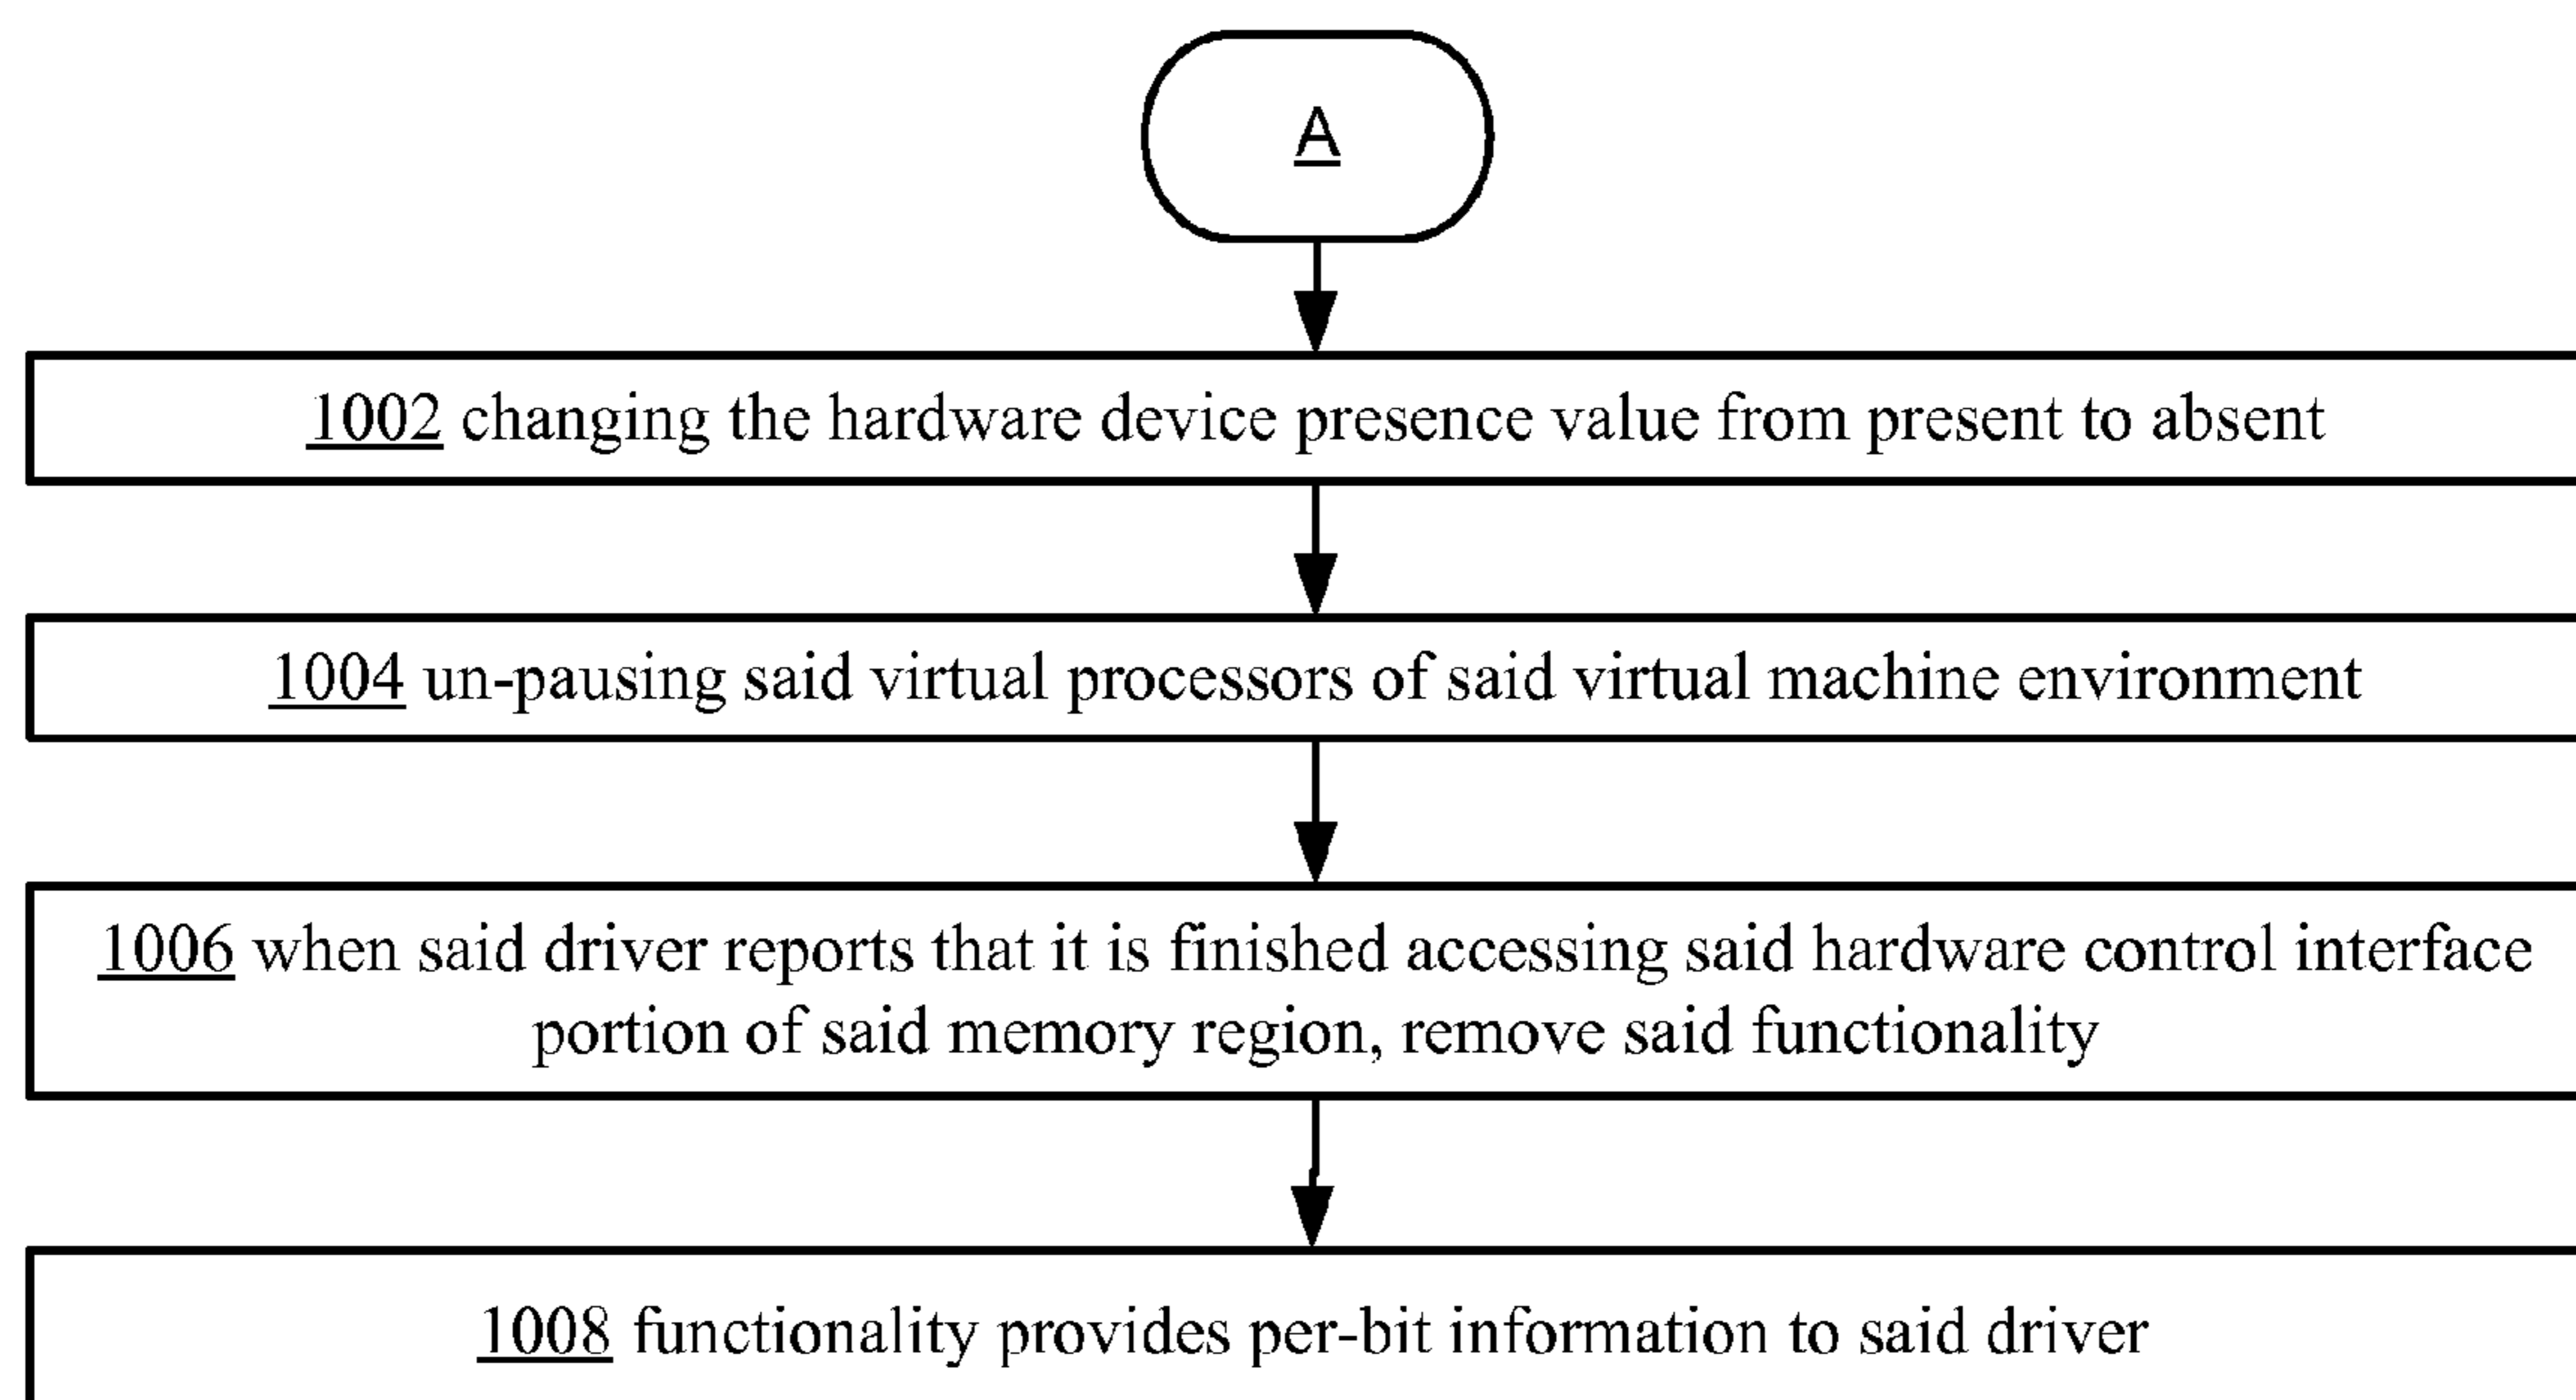 A
1002 changing the hardware device presence value from present to absent
1004 un-pausing said virtual processors of said virtual machine environment
1006 when said driver reports that it is finished accessing said hardware control interface
portion of said memory region, remove said functionality
1008 functionality provides per-bit information to said driver